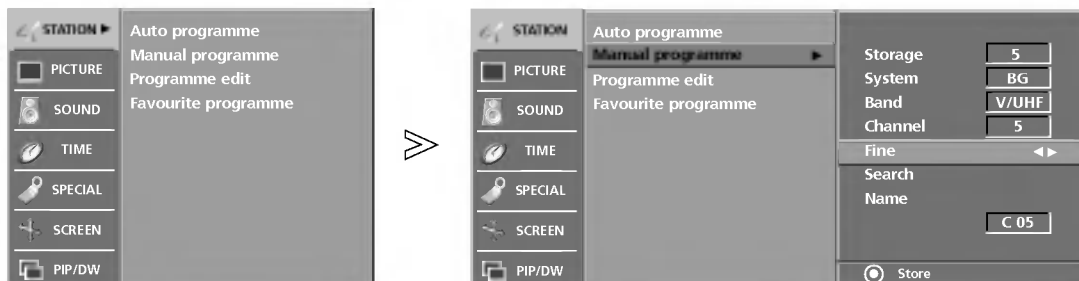 STATION
PICTURE
SOUND
TIME
SPECIAL
SCREEN
PIP/DW
Auto programme
Manual programme
Programme edit
Favourite programme
STATION
PICTURE
SOUND
TIME
SPECIAL
SCREEN
PIP/DW
Auto programme
Manual programme
Programme edit
Favourite programme
Storage 5
System BG
Band V/UHF
Channel 5
Fine
Search
Name
C 05
Store